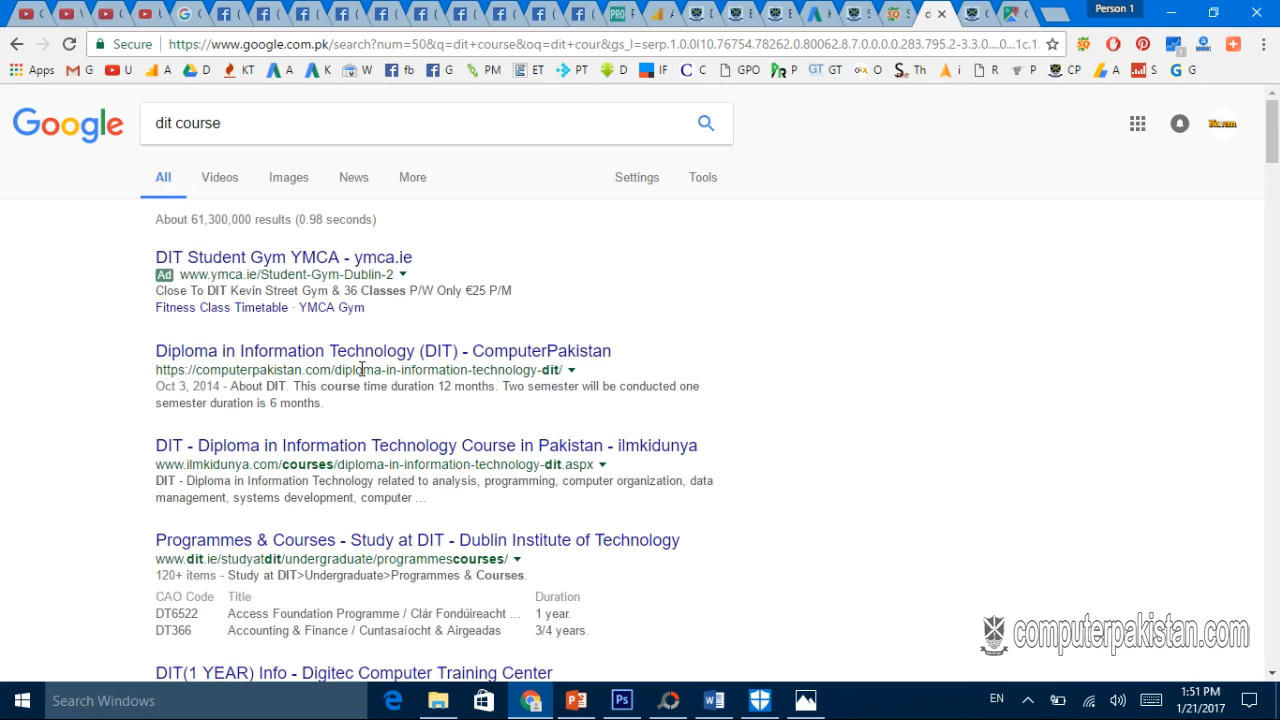 Person 1
Secure
https://www.google.com.pk/search?num=50&q=dit+course&oq=dit+cour&gs_l=serp.1.0.0l10.76754.78262.0.80062.8.7.0.0.0.0.283.795.2-3.3.0....0...1c.1.
Apps G A D KT A K W fb G PM ET PT D IF C GPO P GT O Th i R P CP A S G
Google
dit course
All Videos Images News More Settings Tools
About 61,300,000 results (0.98 seconds)
DIT Student Gym YMCA - ymca.ie
Ad www.ymca.ie/Student-Gym-Dublin-2
Close To DIT Kevin Street Gym & 36 Classes P/W Only €25 P/M
Fitness Class Timetable · YMCA Gym
Diploma in Information Technology (DIT) - ComputerPakistan
https://computerpakistan.com/diploma-in-information-technology-dit/
Oct 3, 2014 - About DIT. This course time duration 12 months. Two semester will be conducted one
semester duration is 6 months.
DIT - Diploma in Information Technology Course in Pakistan - ilmkidunya
www.ilmkidunya.com/courses/diploma-in-information-technology-dit.aspx
DIT - Diploma in Information Technology related to analysis, programming, computer organization, data
management, systems development, computer ...
Programmes & Courses - Study at DIT - Dublin Institute of Technology
www.dit.ie/studyatdit/undergraduate/programmescourses/
120+ items - Study at DIT>Undergraduate>Programmes & Courses.
CAO Code Title Duration
DT6522 Access Foundation Programme / Clár Fondúireacht ... 1 year.
DT366 Accounting & Finance / Cuntasaíocht & Airgeadas 3/4 years.
computerpakistan.com
DIT(1 YEAR) Info - Digitec Computer Training Center
Search Windows
EN
1:51 PM
1/21/2017